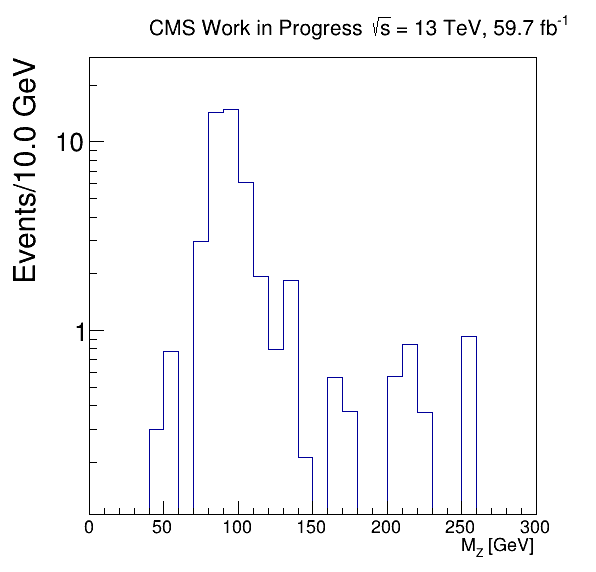 CMS Work in Progress √s = 13 TeV, 59.7 fb⁻¹
Events/10.0 GeV
10
1
0 50 100 150 200 250 300
M_Z [GeV]